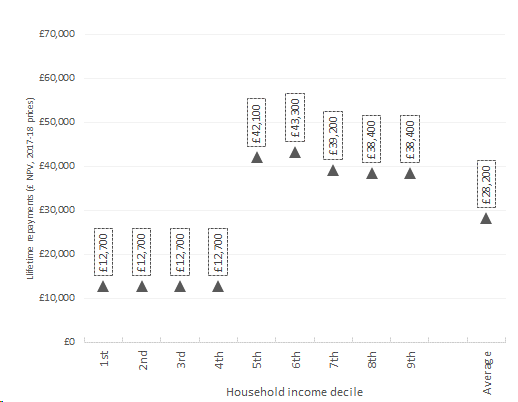 £70,000
£60,000
£50,000
£40,000
£30,000
£20,000
£10,000
£0
Lifetime repayments (£ NPV, 2017-18 prices)
£12,700
£12,700
£12,700
£12,700
£42,100
£43,300
£39,200
£38,400
£38,400
£28,200
1st
2nd
3rd
4th
5th
6th
7th
8th
9th
Average
Household income decile